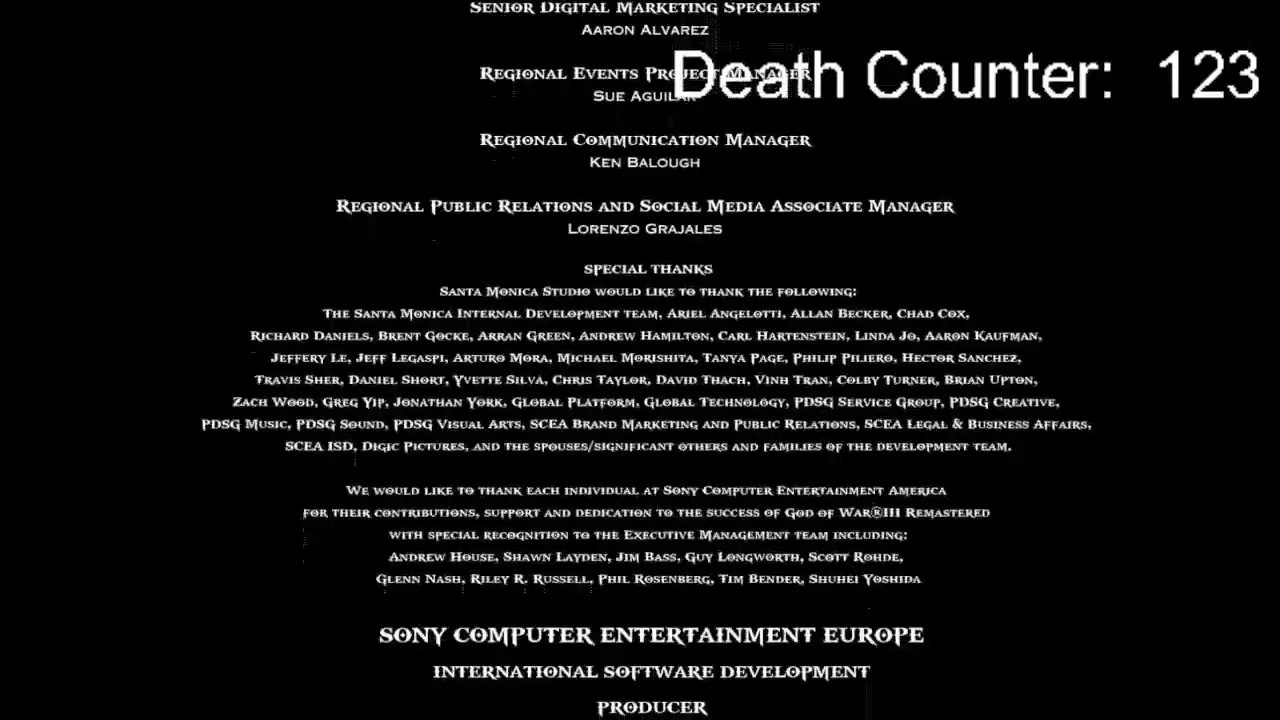 Senior Digital Marketing Specialist
Aaron Alvarez
Death Counter: 123
Regional Events Project Manager
Sue Aguilar
Regional Communication Manager
Ken Balough
Regional Public Relations and Social Media Associate Manager
Lorenzo Grajales
SPECIAL THANKS
Santa Monica Studio would like to thank the following:
The Santa Monica Internal Development team, Ariel Angelotti, Allan Becker, Chad Cox,
Richard Daniels, Brent Gocke, Arran Green, Andrew Hamilton, Carl Hartenstein, Linda Jo, Aaron Kaufman,
Jeffery Le, Jeff Legaspi, Arturo Mora, Michael Morishita, Tanya Page, Philip Piliero, Hector Sanchez,
Travis Sher, Daniel Short, Yvette Silva, Chris Taylor, David Thach, Vinh Tran, Colby Turner, Brian Upton,
Zach Wood, Greg Yip, Jonathan York, Global Platform, Global Technology, PDSG Service Group, PDSG Creative,
PDSG Music, PDSG Sound, PDSG Visual Arts, SCEA Brand Marketing and Public Relations, SCEA Legal & Business Affairs,
SCEA ISD, Digic Pictures, and the spouses/significant others and families of the development team.
We would like to thank each individual at Sony Computer Entertainment America
for their contributions, support and dedication to the success of God of War®III Remastered
with special recognition to the Executive Management team including:
Andrew House, Shawn Layden, Jim Bass, Guy Longworth, Scott Rohde,
Glenn Nash, Riley R. Russell, Phil Rosenberg, Tim Bender, Shuhei Yoshida
SONY COMPUTER ENTERTAINMENT EUROPE
INTERNATIONAL SOFTWARE DEVELOPMENT
PRODUCER